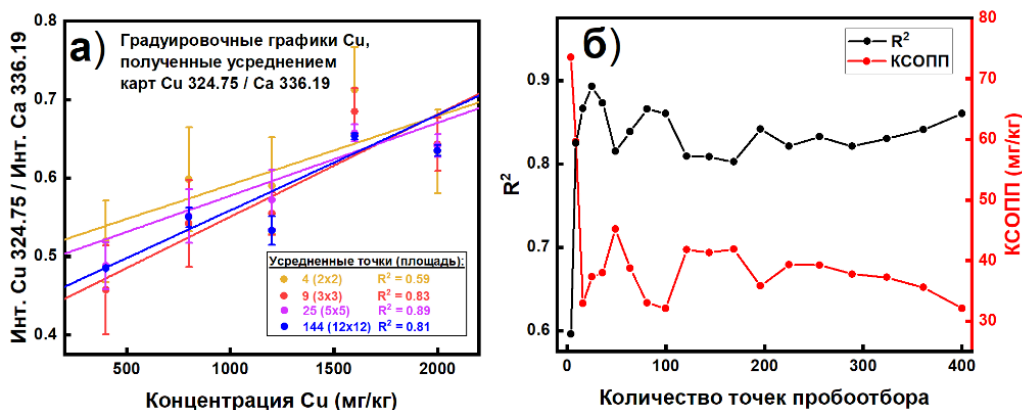 а)
Градуировочные графики Cu,
полученные усреднением
карт Cu 324.75 / Ca 336.19
Инт. Cu 324.75 / Инт. Ca 336.19
0.8
0.7
0.6
0.5
0.4
Усредненные точки (площадь):
4 (2x2) R² = 0.59
9 (3x3) R² = 0.83
25 (5x5) R² = 0.89
144 (12x12) R² = 0.81
500 1000 1500 2000
Концентрация Cu (мг/кг)
б)
R²
КСОПП
R²
0.9
0.8
0.7
0.6
80
70
60
50
40
30
КСОПП (мг/кг)
0 100 200 300 400
Количество точек пробоотбора